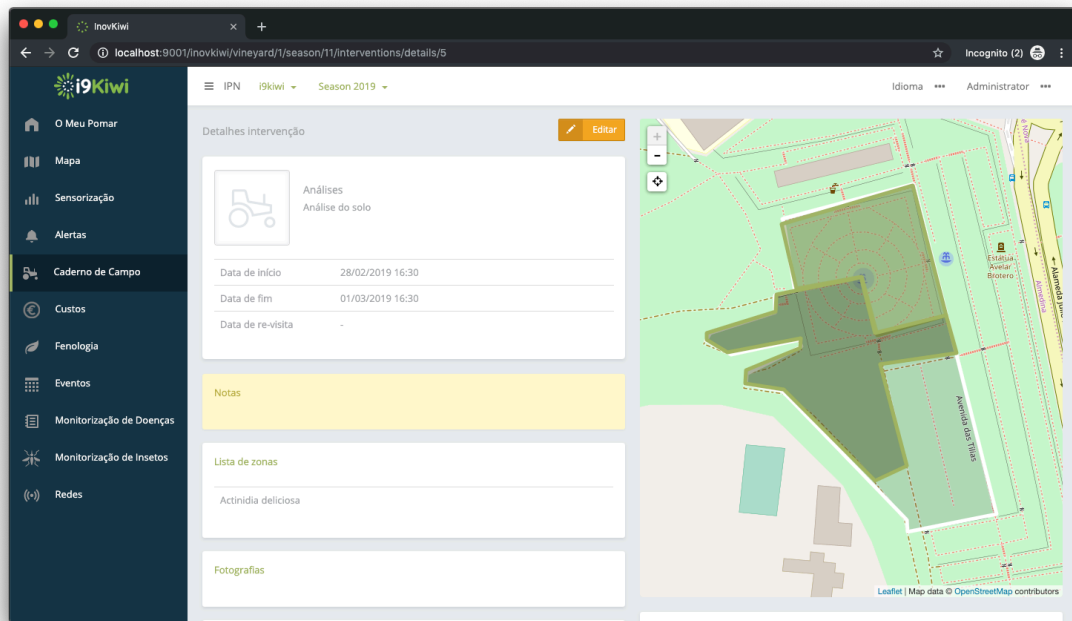 InovKiwi
localhost:9001/inovkiwi/vineyard/1/season/11/interventions/details/5
Incognito (2)
i9Kiwi
IPN
i9kiwi
Season 2019
Idioma
Administrator
O Meu Pomar
Mapa
Sensorização
Alertas
Caderno de Campo
Custos
Fenologia
Eventos
Monitorização de Doenças
Monitorização de Insetos
Redes
Detalhes intervenção
Editar
Análises
Análise do solo
Data de início 28/02/2019 16:30
Data de fim 01/03/2019 16:30
Data de re-visita -
Notas
Lista de zonas
Actinidia deliciosa
Fotografias
+
-
Estátua
Avelar
Brotero
Alameda Júlio
Almedina
Avenida das Tílias
Leaflet | Map data © OpenStreetMap contributors